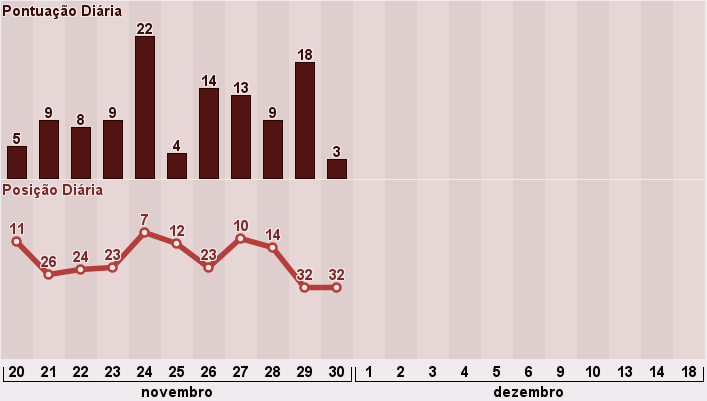 Pontuação Diária
5 9 8 9 22 4 14 13 9 18 3
Posição Diária
11 26 24 23 7 12 23 10 14 32 32
20 21 22 23 24 25 26 27 28 29 30 1 2 3 4 5 6 9 10 13 14 18
novembro dezembro